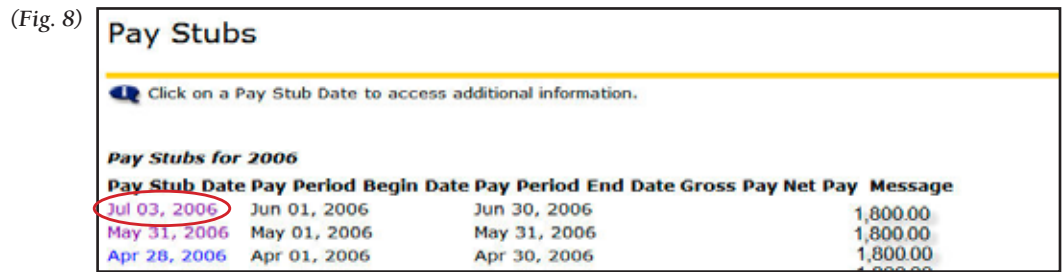 (Fig. 8)
Pay Stubs
Click on a Pay Stub Date to access additional information.
Pay Stubs for 2006
Pay Stub Date Pay Period Begin Date Pay Period End Date Gross Pay Net Pay Message
Jul 03, 2006 Jun 01, 2006 Jun 30, 2006 1,800.00
May 31, 2006 May 01, 2006 May 31, 2006 1,800.00
Apr 28, 2006 Apr 01, 2006 Apr 30, 2006 1,800.00